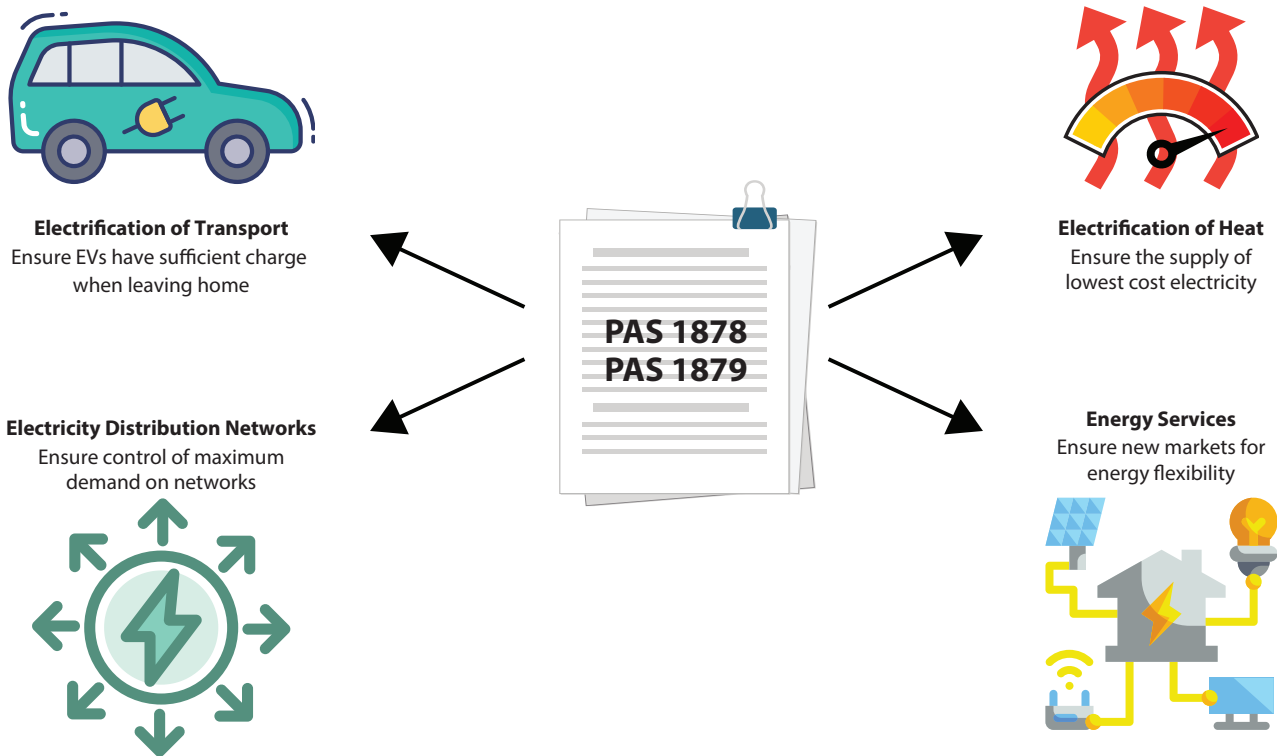 Electrification of Transport
Ensure EVs have sufficient charge
when leaving home
Electrification of Heat
Ensure the supply of
lowest cost electricity
PAS 1878
PAS 1879
Electricity Distribution Networks
Ensure control of maximum
demand on networks
Energy Services
Ensure new markets for
energy flexibility